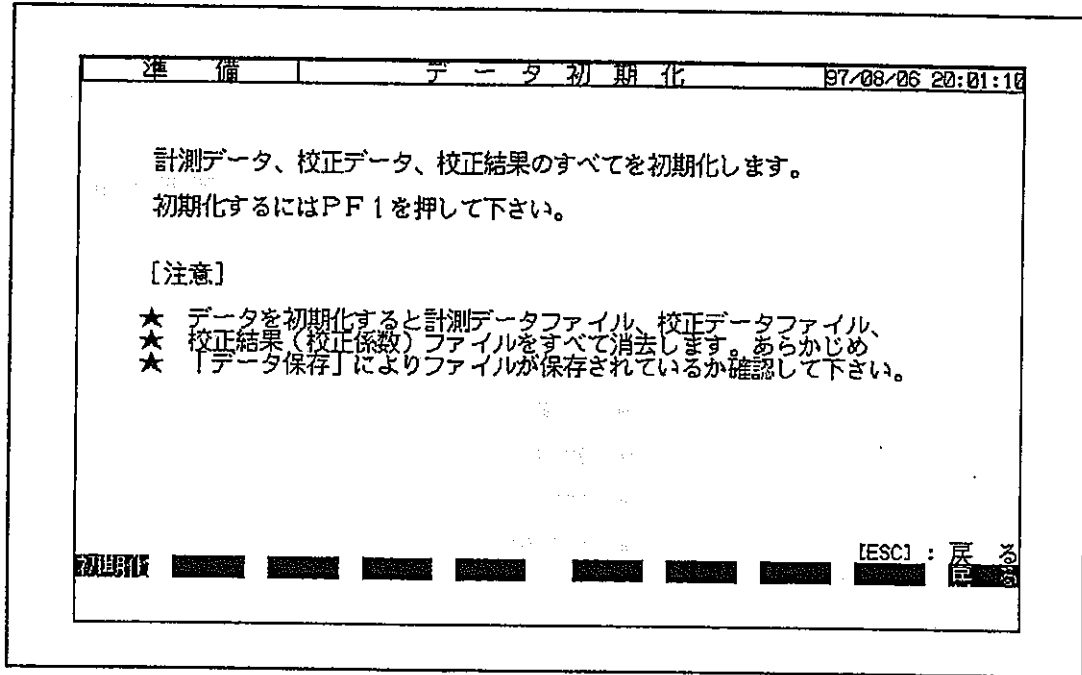 準 備 デ ー タ 初 期 化 97/08/06 20:01:10
計測データ、校正データ、校正結果のすべてを初期化します。
初期化するにはPF1を押して下さい。
[注意]
★ データを初期化すると計測データファイル、校正データファイル、
★ 校正結果(校正係数)ファイルをすべて消去します。あらかじめ
★ 「データ保存」によりファイルが保存されているか確認して下さい。
[ESC] : 戻 る
初期化 戻 る